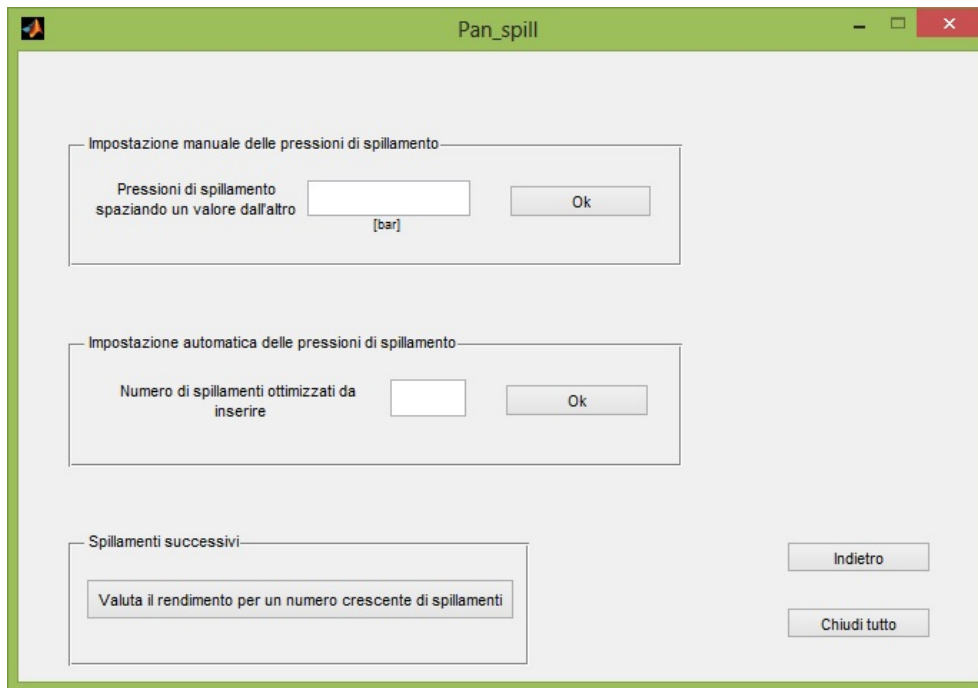 Pan_spill
Impostazione manuale delle pressioni di spillamento
Pressioni di spillamento
spaziando un valore dall'altro
[bar]
Ok
Impostazione automatica delle pressioni di spillamento
Numero di spillamenti ottimizzati da
inserire
Ok
Spillamenti successivi
Valuta il rendimento per un numero crescente di spillamenti
Indietro
Chiudi tutto